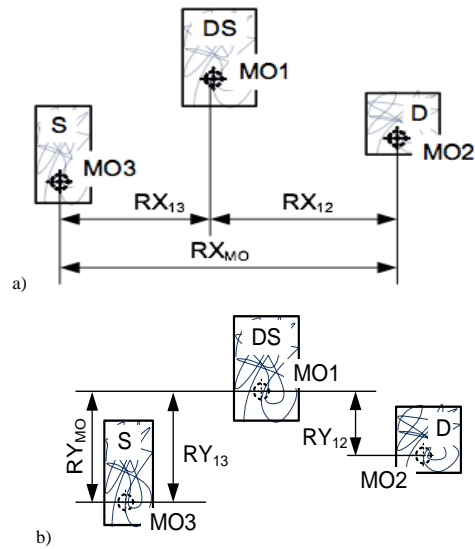 DS
MO1
S
D
MO3
MO2
RX13
RX12
RXMO
a)
DS
MO1
S
D
RYMO
RY13
RY12
MO2
MO3
b)